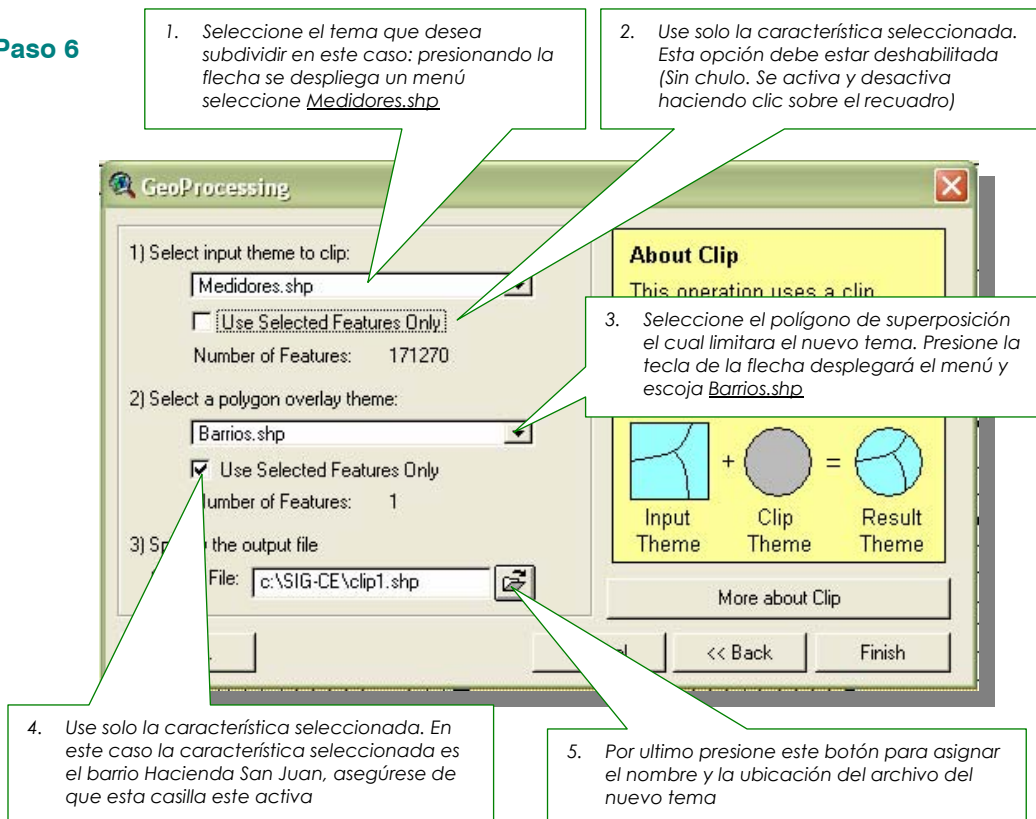 Paso 6
1. Seleccione el tema que desea
subdividir en este caso: presionando la
flecha se despliega un menú
seleccione Medidores.shp
2. Use solo la característica seleccionada.
Esta opción debe estar deshabilitada
(Sin chulo. Se activa y desactiva
haciendo clic sobre el recuadro)
GeoProcessing
1) Select input theme to clip:
Medidores.shp
Use Selected Features Only
Number of Features: 171270
2) Select a polygon overlay theme:
Barrios.shp
Use Selected Features Only
Number of Features: 1
3) the output file
File: c:\SIG-CE\clip1.shp
About Clip
This operation uses a clip
3. Seleccione el polígono de superposición
el cual limitara el nuevo tema. Presione la
tecla de la flecha desplegará el menú y
escoja Barrios.shp
+ =
Input Clip Result
Theme Theme Theme
More about Clip
<< Back Finish
4. Use solo la característica seleccionada. En
este caso la característica seleccionada es
el barrio Hacienda San Juan, asegúrese de
que esta casilla este activa
5. Por ultimo presione este botón para asignar
el nombre y la ubicación del archivo del
nuevo tema